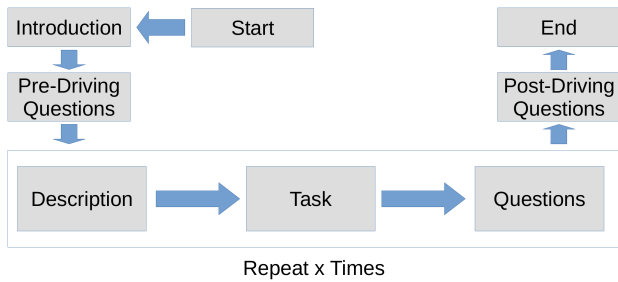 Introduction
Start
End
Pre-Driving
Questions
Post-Driving
Questions
Description
Task
Questions
Repeat x Times